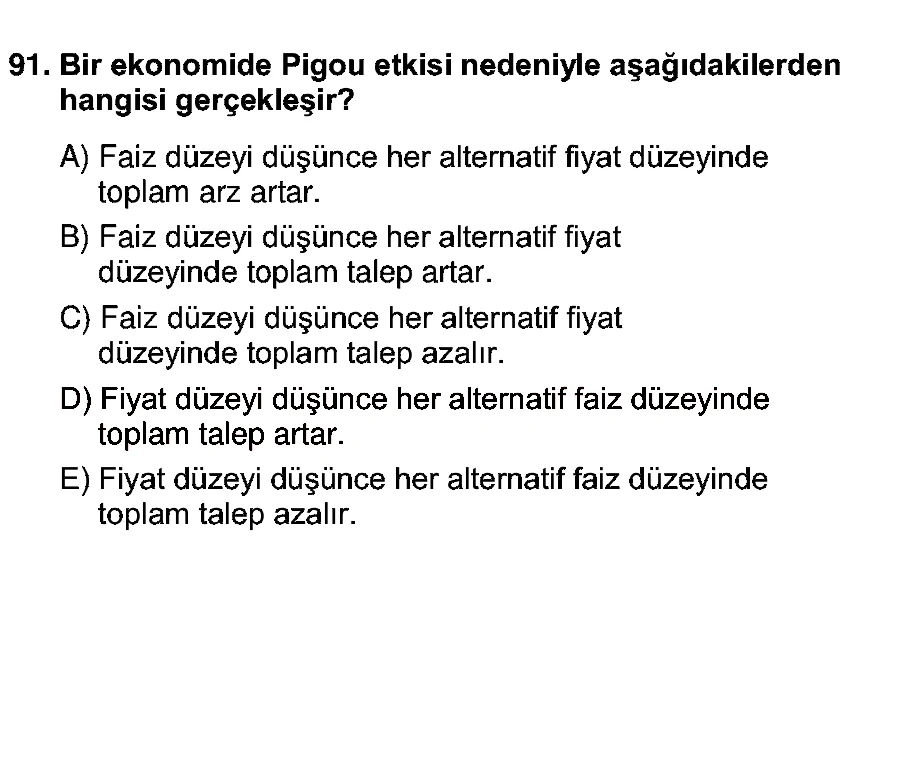 91. Bir ekonomide Pigou etkisi nedeniyle aşağıdakilerden
hangisi gerçekleşir?
A) Faiz düzeyi düşünce her alternatif fiyat düzeyinde
toplam arz artar.
B) Faiz düzeyi düşünce her alternatif fiyat
düzeyinde toplam talep artar.
C) Faiz düzeyi düşünce her alternatif fiyat
düzeyinde toplam talep azalır.
D) Fiyat düzeyi düşünce her alternatif faiz düzeyinde
toplam talep artar.
E) Fiyat düzeyi düşünce her alternatif faiz düzeyinde
toplam talep azalır.